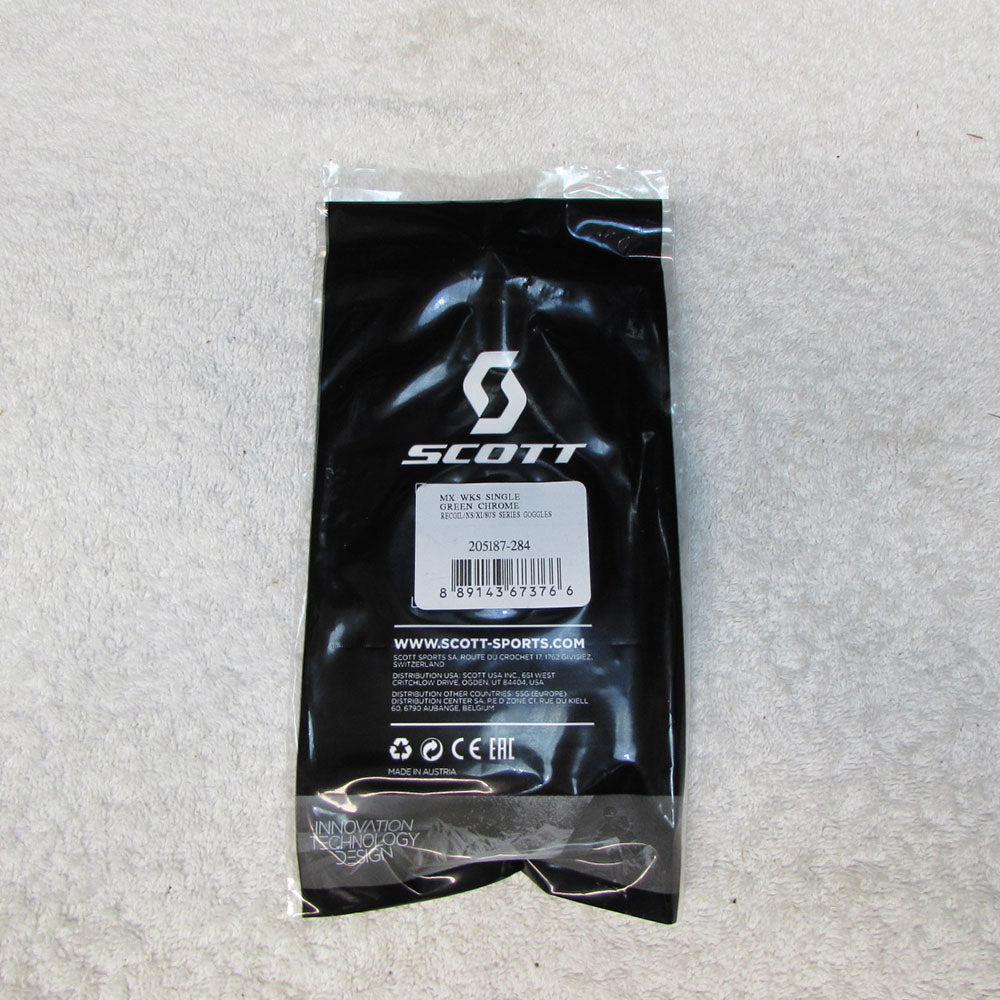 SCOTT
MX WKS SINGLE
GREEN CHROME
RECOIL/NS/XI/80'S SERIES GOGGLES
205187-284
8 89143 67376 6
WWW.SCOTT-SPORTS.COM
SCOTT SPORTS SA, ROUTE DU CROCHET 17, 1762 GIVISIEZ,
SWITZERLAND
DISTRIBUTION USA: SCOTT USA INC., 651 WEST
CRITCHLOW DRIVE, OGDEN, UT 84404, USA
DISTRIBUTION OTHER COUNTRIES: SSG (EUROPE)
DISTRIBUTION CENTER SA, P.E.D ZONE C1, RUE DU KIELL
60, 6790 AUBANGE, BELGIUM
CE EAC
MADE IN AUSTRIA
INNOVATION
TECHNOLOGY
DESIGN